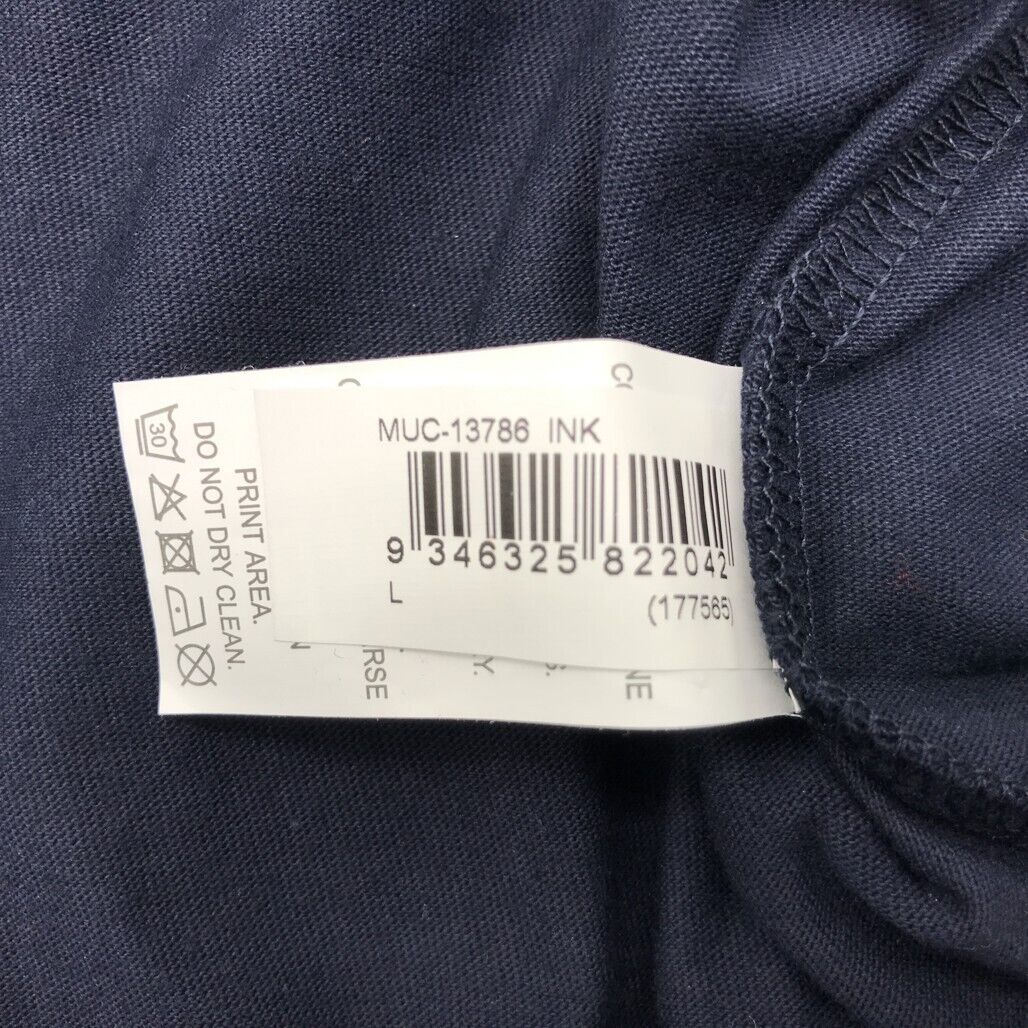 MUC-13786 INK
9 346325 822042
L
(177565)
30
PRINT AREA.
DO NOT DRY CLEAN.